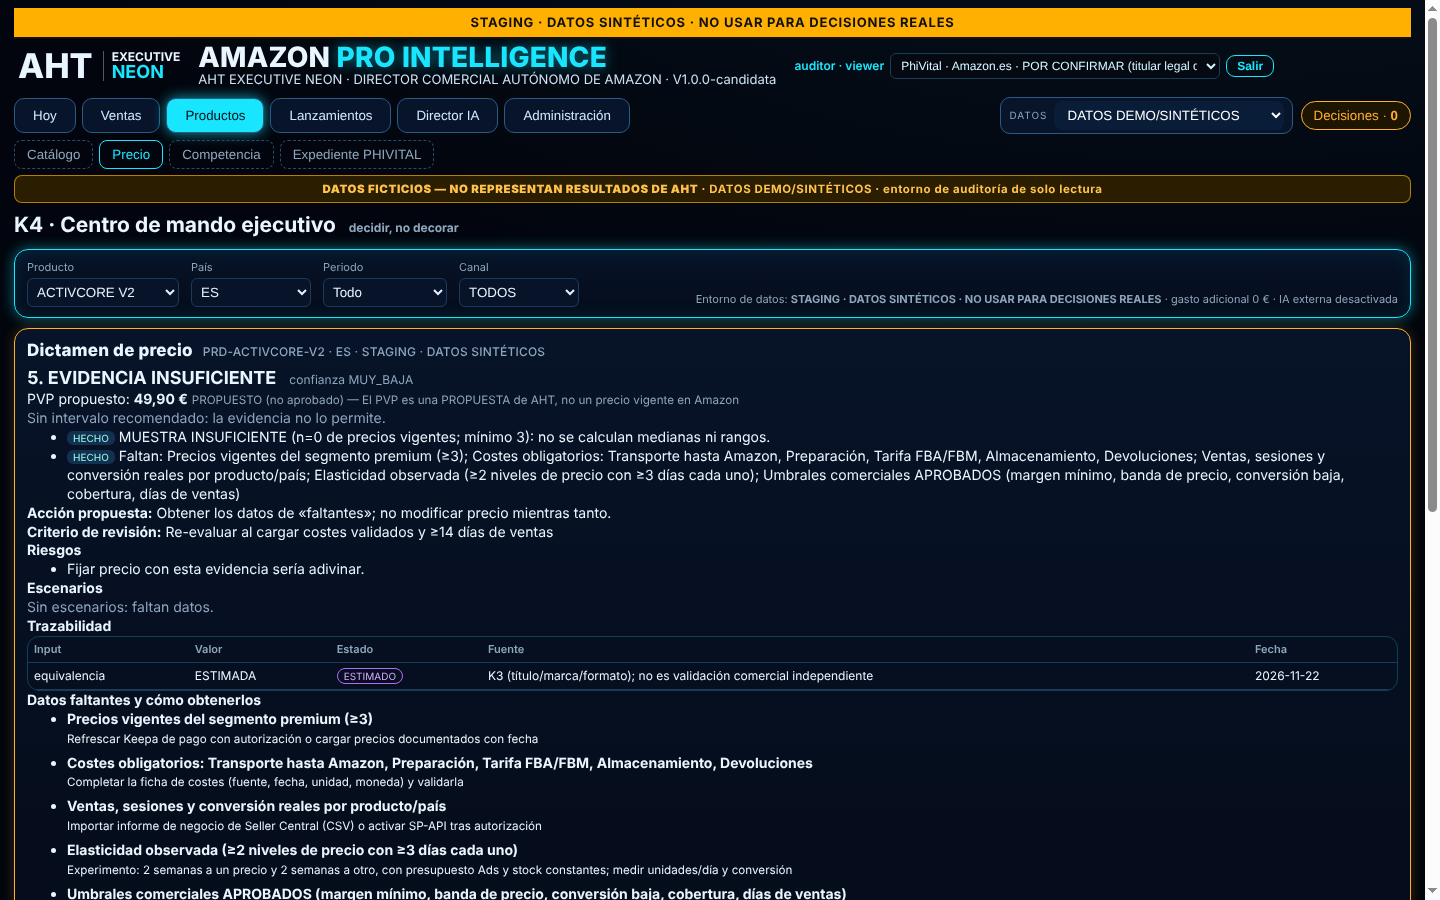 STAGING · DATOS SINTÉTICOS · NO USAR PARA DECISIONES REALES
AHT EXECUTIVE NEON
AMAZON PRO INTELLIGENCE
AHT EXECUTIVE NEON · DIRECTOR COMERCIAL AUTÓNOMO DE AMAZON · V1.0.0-candidata
auditor · viewer PhiVital · Amazon.es · POR CONFIRMAR (titular legal c Salir
Hoy Ventas Productos Lanzamientos Director IA Administración DATOS DATOS DEMO/SINTÉTICOS Decisiones · 0
Catálogo Precio Competencia Expediente PHIVITAL
DATOS FICTICIOS — NO REPRESENTAN RESULTADOS DE AHT · DATOS DEMO/SINTÉTICOS · entorno de auditoría de solo lectura
K4 · Centro de mando ejecutivo decidir, no decorar
Producto País Periodo Canal
ACTIVCORE V2 ES Todo TODOS
Entorno de datos: STAGING · DATOS SINTÉTICOS · NO USAR PARA DECISIONES REALES · gasto adicional 0 € · IA externa desactivada
Dictamen de precio PRD-ACTIVCORE-V2 · ES · STAGING · DATOS SINTÉTICOS
5. EVIDENCIA INSUFICIENTE confianza MUY_BAJA
PVP propuesto: 49,90 € PROPUESTO (no aprobado) — El PVP es una PROPUESTA de AHT, no un precio vigente en Amazon
Sin intervalo recomendado: la evidencia no lo permite.
• HECHO MUESTRA INSUFICIENTE (n=0 de precios vigentes; mínimo 3): no se calculan medianas ni rangos.
• HECHO Faltan: Precios vigentes del segmento premium (≥3); Costes obligatorios: Transporte hasta Amazon, Preparación, Tarifa FBA/FBM, Almacenamiento, Devoluciones; Ventas, sesiones y
conversión reales por producto/país; Elasticidad observada (≥2 niveles de precio con ≥3 días cada uno); Umbrales comerciales APROBADOS (margen mínimo, banda de precio, conversión baja,
cobertura, días de ventas)
Acción propuesta: Obtener los datos de «faltantes»; no modificar precio mientras tanto.
Criterio de revisión: Re-evaluar al cargar costes validados y ≥14 días de ventas
Riesgos
• Fijar precio con esta evidencia sería adivinar.
Escenarios
Sin escenarios: faltan datos.
Trazabilidad
Input Valor Estado Fuente Fecha
equivalencia ESTIMADA ESTIMADO K3 (título/marca/formato); no es validación comercial independiente 2026-11-22
Datos faltantes y cómo obtenerlos
• Precios vigentes del segmento premium (≥3)
Refrescar Keepa de pago con autorización o cargar precios documentados con fecha
• Costes obligatorios: Transporte hasta Amazon, Preparación, Tarifa FBA/FBM, Almacenamiento, Devoluciones
Completar la ficha de costes (fuente, fecha, unidad, moneda) y validarla
• Ventas, sesiones y conversión reales por producto/país
Importar informe de negocio de Seller Central (CSV) o activar SP-API tras autorización
• Elasticidad observada (≥2 niveles de precio con ≥3 días cada uno)
Experimento: 2 semanas a un precio y 2 semanas a otro, con presupuesto Ads y stock constantes; medir unidades/día y conversión
• Umbrales comerciales APROBADOS (margen mínimo, banda de precio, conversión baja, cobertura, días de ventas)